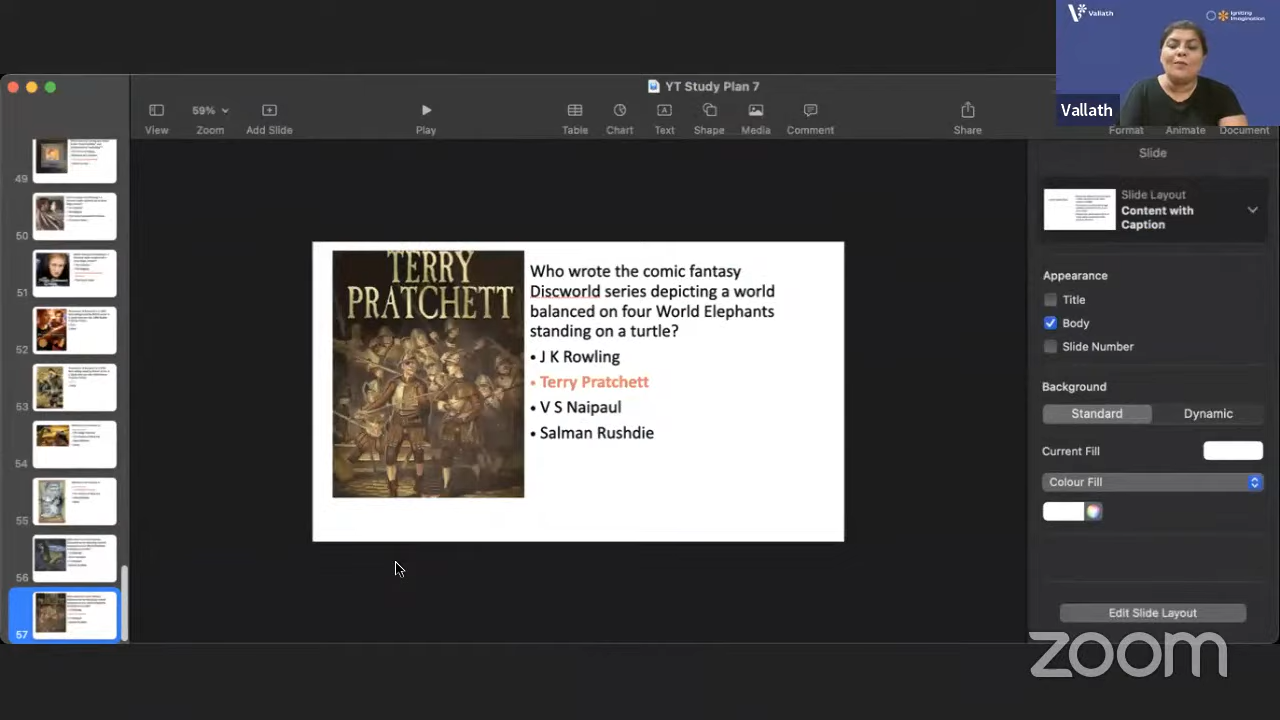 Vallath
Igniting
Imagination
YT Study Plan 7
59%
View
Zoom
Add Slide
Play
Table
Chart
Text
Shape
Media
Comment
Share
Format
Animate
Document
Vallath
49
50
51
52
53
54
55
56
57
TERRY
PRATCHETT
Who wrote the comic fantasy
Discworld series depicting a world
balanced on four World Elephants
standing on a turtle?
• J K Rowling
• Terry Pratchett
• V S Naipaul
• Salman Rushdie
Slide
Slide Layout
Content with
Caption
Appearance
Title
Body
Slide Number
Background
Standard
Dynamic
Current Fill
Colour Fill
Edit Slide Layout
zoom